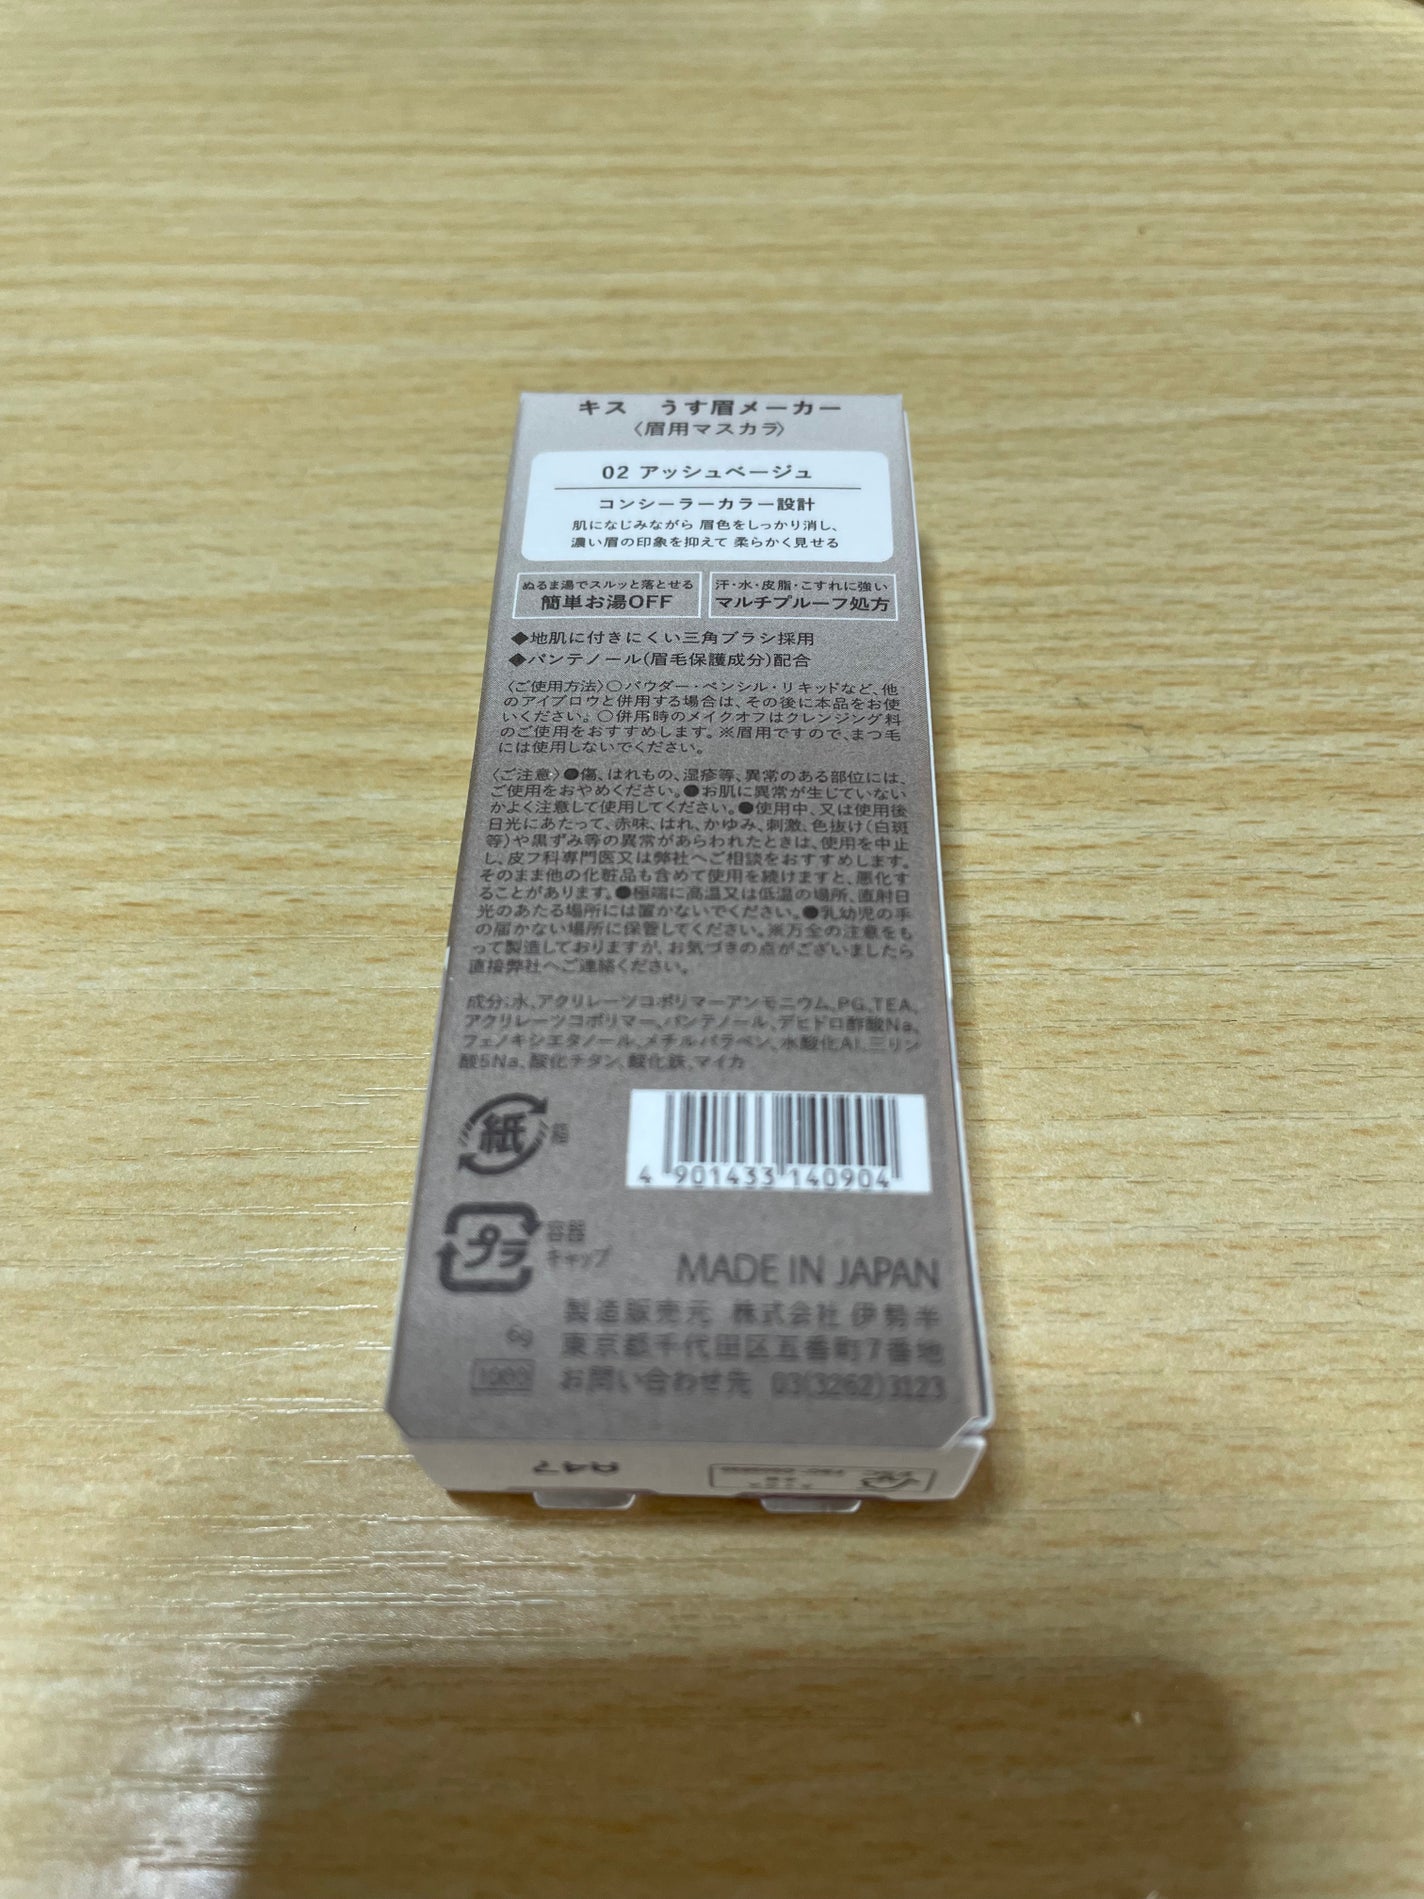 キス うす眉メーカー
〈眉用マスカラ〉
02 アッシュベージュ
コンシーラーカラー設計
肌になじみながら 眉色をしっかり消し、
濃い眉の印象を抑えて 柔らかく見せる
ぬるま湯でスルッと落とせる
簡単お湯OFF
汗・水・皮脂・こすれに強い
マルチプルーフ処方
◆地肌に付きにくい三角ブラシ採用
◆パンテノール(眉毛保護成分)配合
〈ご使用方法〉○パウダー・ペンシル・リキッドなど、他
のアイブロウと併用する場合は、その後に本品をお使
いください。○併用時のメイクオフはクレンジング料
のご使用をおすすめします。※眉用ですので、まつ毛
には使用しないでください。
〈ご注意〉●傷、はれもの、湿疹等、異常のある部位には、
ご使用をおやめください。●お肌に異常が生じていない
かよく注意して使用してください。●使用中、又は使用後
日光にあたって、赤味、はれ、かゆみ、刺激、色抜け(白斑
等)や黒ずみ等の異常があらわれたときは、使用を中止
し、皮フ科専門医又は弊社へご相談をおすすめします。
そのまま他の化粧品も含めて使用を続けますと、悪化す
ることがあります。●極端に高温又は低温の場所、直射日
光のあたる場所には置かないでください。●乳幼児の手
の届かない場所に保管してください。※万全の注意をも
って製造しておりますが、お気づきの点がございましたら
直接弊社へご連絡ください。
成分:水、アクリレーツコポリマーアンモニウム、PG、TEA、
アクリレーツコポリマー、パンテノール、デヒドロ酢酸Na、
フェノキシエタノール、メチルパラベン、水酸化Al、三リン
酸5Na、酸化チタン、酸化鉄、マイカ
紙 箱
4 901433 140904
プラ 容器
キャップ
MADE IN JAPAN
製造販売元 株式会社 伊勢半
6g 東京都千代田区五番町7番地
お問い合わせ先 03(3262)3123
A47